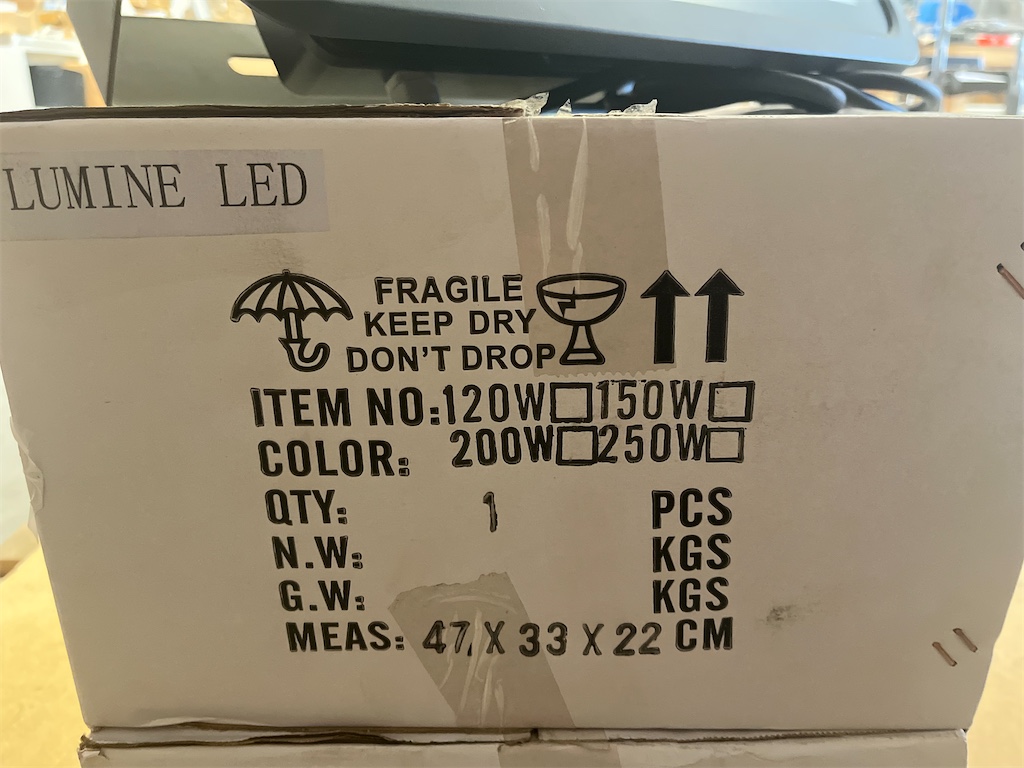 LUMINE LED
FRAGILE
KEEP DRY
DON'T DROP
ITEM NO:120W□150W□
COLOR: 200W□250W□
QTY: 1 PCS
N.W: KGS
G.W: KGS
MEAS: 47 X 33 X 22 CM